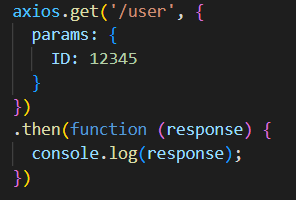 axios.get('/user', {
  params: {
    ID: 12345
  }
})
.then(function (response) {
  console.log(response);
})